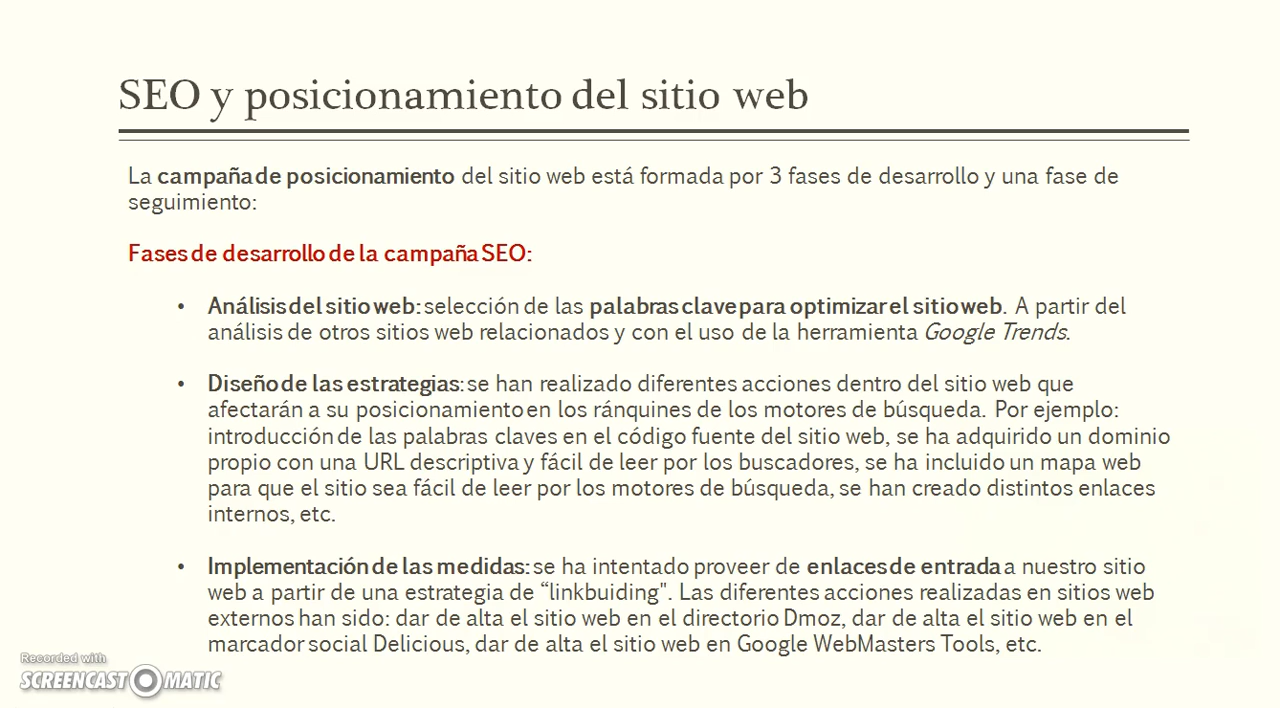 SEO y posicionamiento del sitio web
La campaña de posicionamiento del sitio web está formada por 3 fases de desarrollo y una fase de
seguimiento:
Fases de desarrollo de la campaña SEO:
• Análisis del sitio web: selección de las palabras clave para optimizar el sitio web. A partir del
análisis de otros sitios web relacionados y con el uso de la herramienta Google Trends.
• Diseño de las estrategias: se han realizado diferentes acciones dentro del sitio web que
afectarán a su posicionamiento en los ránquines de los motores de búsqueda. Por ejemplo:
introducción de las palabras claves en el código fuente del sitio web, se ha adquirido un dominio
propio con una URL descriptiva y fácil de leer por los buscadores, se ha incluido un mapa web
para que el sitio sea fácil de leer por los motores de búsqueda, se han creado distintos enlaces
internos, etc.
• Implementación de las medidas: se ha intentado proveer de enlaces de entrada a nuestro sitio
web a partir de una estrategia de “linkbuiding". Las diferentes acciones realizadas en sitios web
externos han sido: dar de alta el sitio web en el directorio Dmoz, dar de alta el sitio web en el
marcador social Delicious, dar de alta el sitio web en Google WebMasters Tools, etc.
Recorded with
SCREENCAST O MATIC